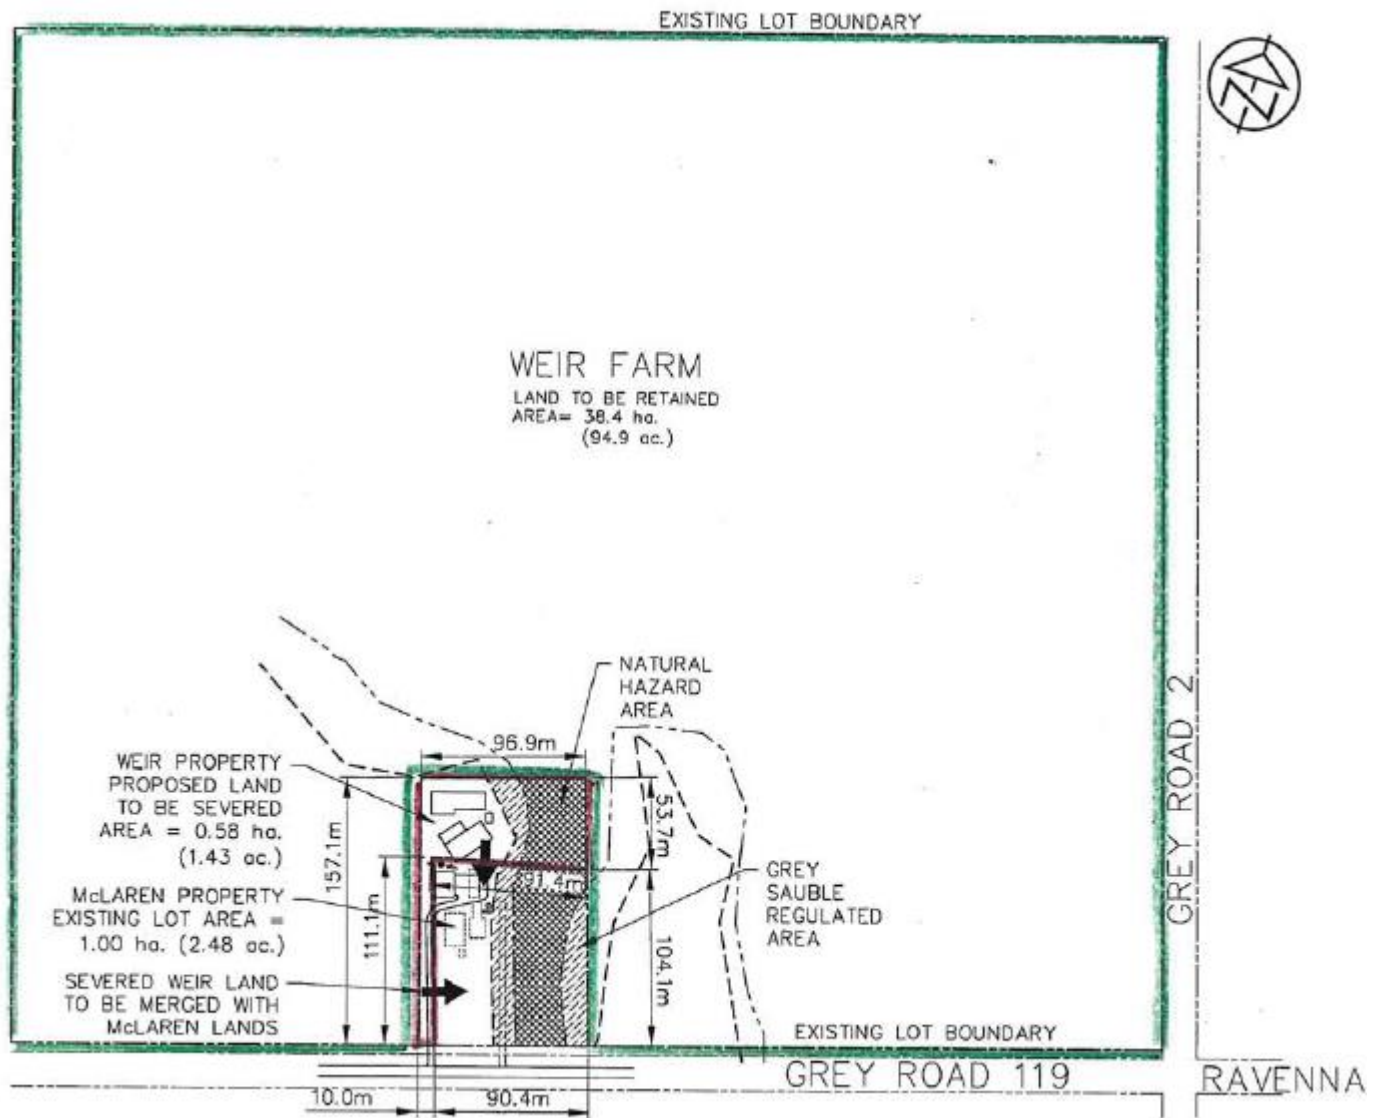 EXISTING LOT BOUNDARY
N
WEIR FARM
LAND TO BE RETAINED
AREA= 38.4 ha.
(94.9 ac.)
NATURAL
HAZARD
AREA
96.9m
WEIR PROPERTY
PROPOSED LAND
TO BE SEVERED
AREA = 0.58 ha.
(1.43 ac.)
157.1m
53.7m
91.4m
McLAREN PROPERTY
EXISTING LOT AREA =
1.00 ha. (2.48 ac.)
111.1m
104.1m
GREY
SAUBLE
REGULATED
AREA
SEVERED WEIR LAND
TO BE MERGED WITH
McLAREN LANDS
GREY ROAD 2
EXISTING LOT BOUNDARY
GREY ROAD 119
RAVENNA
10.0m
90.4m